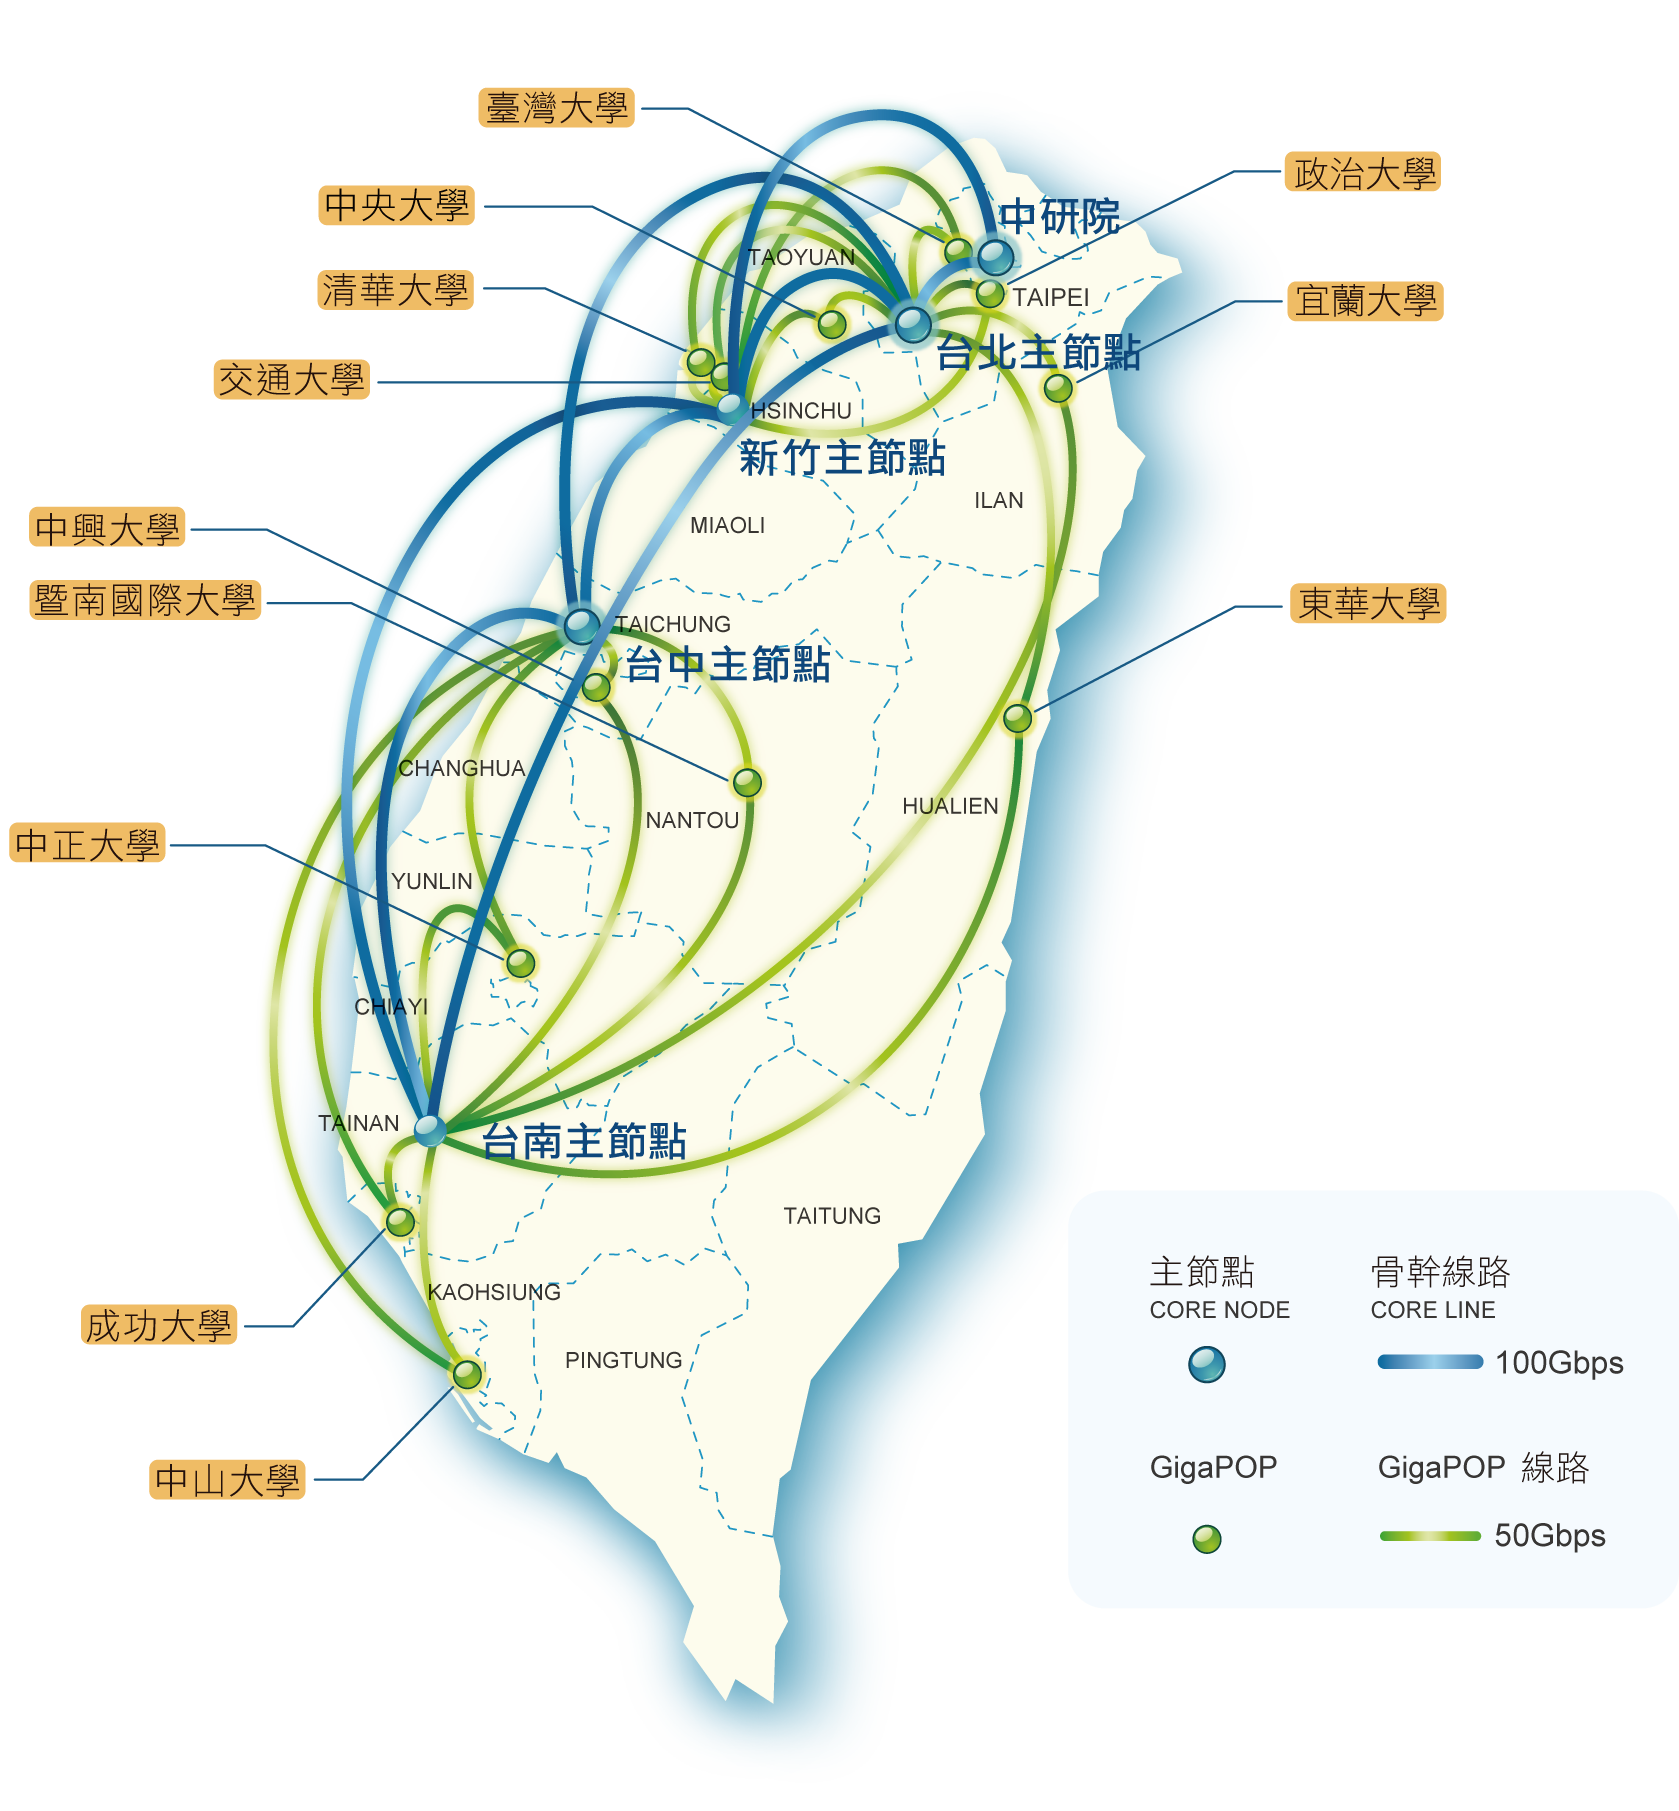 臺灣大學
政治大學
中央大學
中研院
TAOYUAN
清華大學
TAIPEI
宜蘭大學
台北主節點
交通大學
HSINCHU
新竹主節點
ILAN
MIAOLI
中興大學
暨南國際大學
TAICHUNG
台中主節點
東華大學
CHANGHUA
NANTOU
HUALIEN
中正大學
YUNLIN
CHIAYI
TAINAN
台南主節點
TAITUNG
KAOHSIUNG
成功大學
PINGTUNG
中山大學
主節點
CORE NODE
骨幹線路
CORE LINE
100Gbps
GigaPOP
GigaPOP 線路
50Gbps